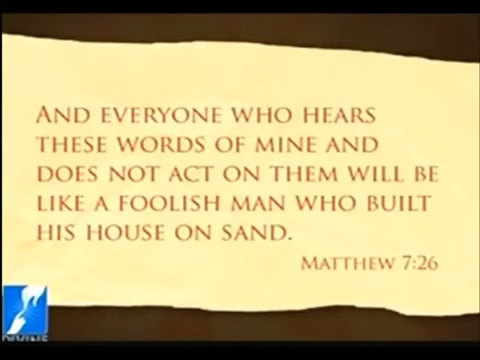 AND EVERYONE WHO HEARS
THESE WORDS OF MINE AND
DOES NOT ACT ON THEM WILL BE
LIKE A FOOLISH MAN WHO BUILT
HIS HOUSE ON SAND.
MATTHEW 7:26
DIVINE